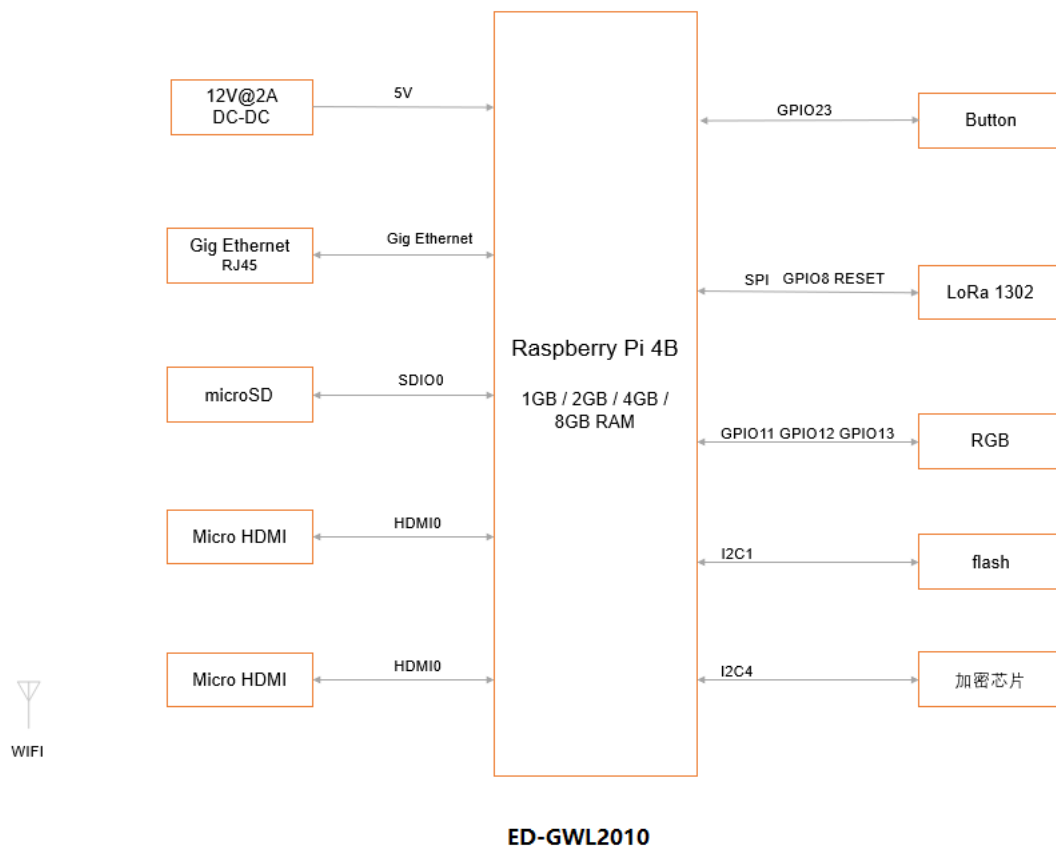 12V@2A
DC-DC
5V
Gig Ethernet
RJ45
Gig Ethernet
microSD
SDIO0
Micro HDMI
HDMI0
Micro HDMI
HDMI0
WIFI
Raspberry Pi 4B
1GB / 2GB / 4GB /
8GB RAM
GPIO23
Button
SPI GPIO8 RESET
LoRa 1302
GPIO11 GPIO12 GPIO13
RGB
I2C1
flash
I2C4
加密芯片
ED-GWL2010